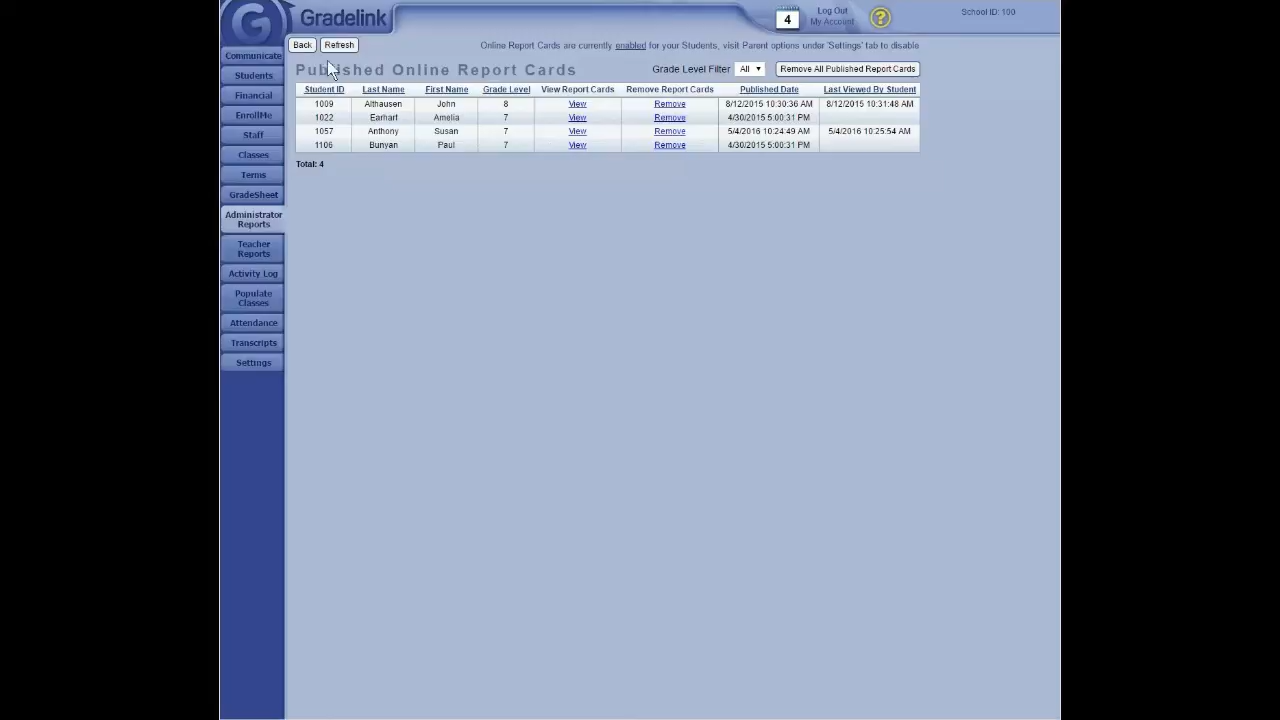 Gradelink
4
Log Out
My Account
?
School ID: 100
Back
Refresh
Online Report Cards are currently enabled for your Students, visit Parent options under 'Settings' tab to disable
Published Online Report Cards
Grade Level Filter
All
Remove All Published Report Cards
Student ID Last Name First Name Grade Level View Report Cards Remove Report Cards Published Date Last Viewed By Student
1009 Althausen John 8 View Remove 8/12/2015 10:30:36 AM 8/12/2015 10:31:48 AM
1022 Earhart Amelia 7 View Remove 4/30/2015 5:00:31 PM
1057 Anthony Susan 7 View Remove 5/4/2016 10:24:49 AM 5/4/2016 10:25:54 AM
1106 Bunyan Paul 7 View Remove 4/30/2015 5:00:31 PM
Total: 4
Communicate
Students
Financial
EnrollMe
Staff
Classes
Terms
GradeSheet
Administrator
Reports
Teacher
Reports
Activity Log
Populate
Classes
Attendance
Transcripts
Settings